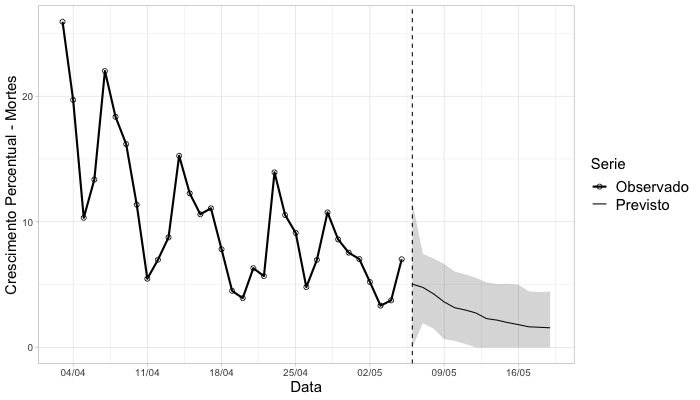 Crescimento Percentual - Mortes
20
10
0
04/04 11/04 18/04 25/04 02/05 09/05 16/05
Data
Serie
Observado
Previsto